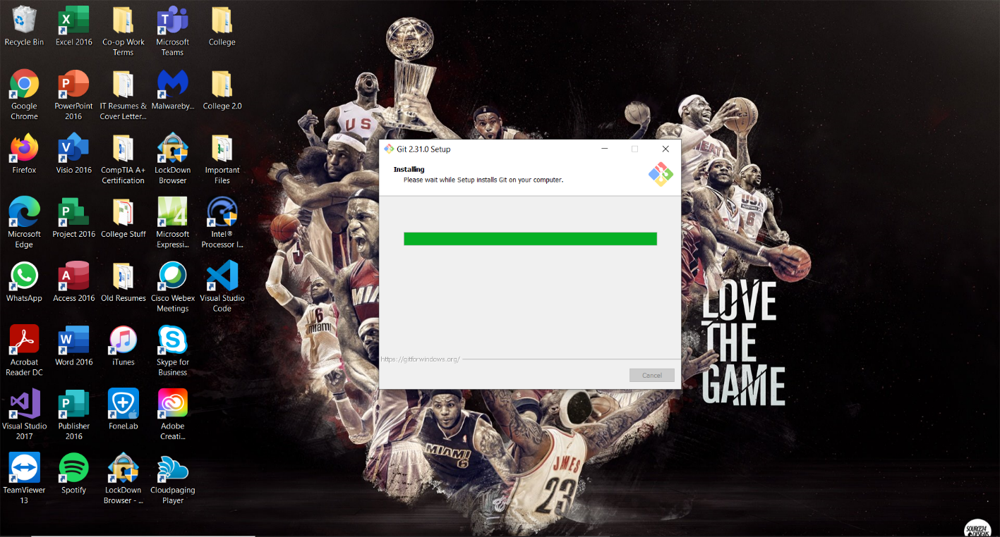 Recycle Bin
Excel 2016
Co-op Work
Terms
Microsoft
Teams
College
Google
Chrome
PowerPoint
2016
IT Resumes &
Cover Letter...
Malwareby...
College 2.0
Firefox
Visio 2016
CompTIA A+
Certification
LockDown
Browser
Important
Files
Microsoft
Edge
Project 2016
College Stuff
Microsoft
Expressi...
Intel®
Processor I...
WhatsApp
Access 2016
Old Resumes
Cisco Webex
Meetings
Visual Studio
Code
Acrobat
Reader DC
Word 2016
iTunes
Skype for
Business
Visual Studio
2017
Publisher
2016
FoneLab
Adobe
Creati...
TeamViewer
13
Spotify
LockDown
Browser - ...
Cloudpaging
Player
Git 2.31.0 Setup
Installing
Please wait while Setup installs Git on your computer.
https://gitforwindows.org/
Cancel
US
HEAT
USA
6
MIAMI
MIAMI
6
JAMES
23
LOVE
THE
GAME
SOURCE24
DESIGNS